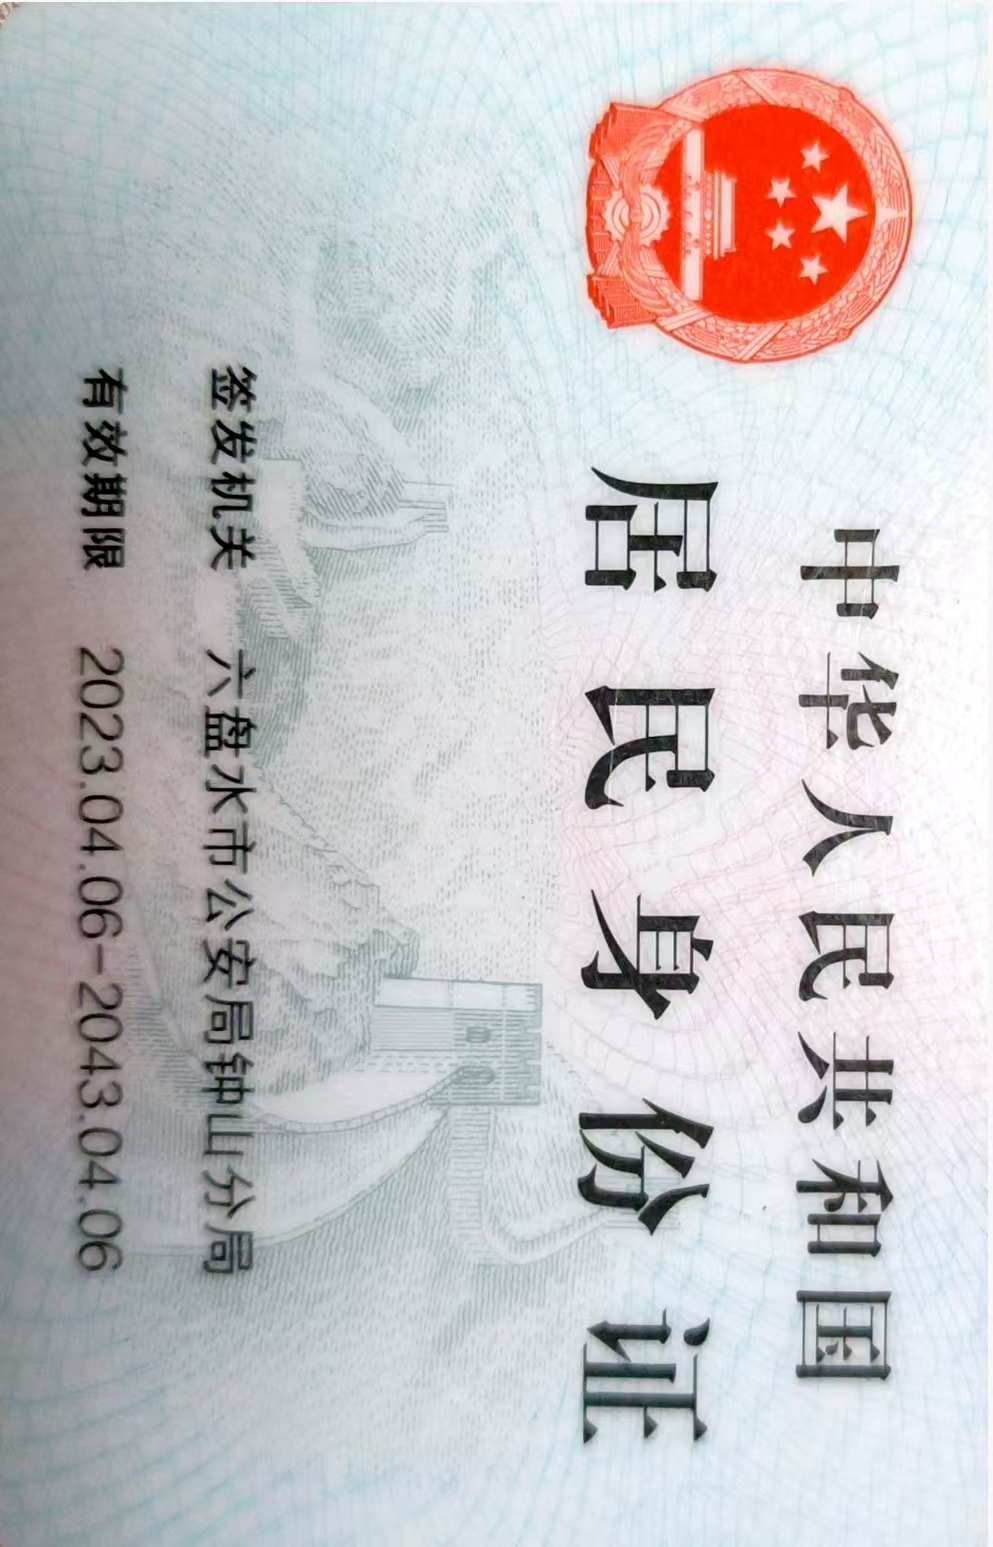 中华人民共和国
居民身份证
签发机关 六盘水市公安局钟山分局
有效期限 2023.04.06-2043.04.06